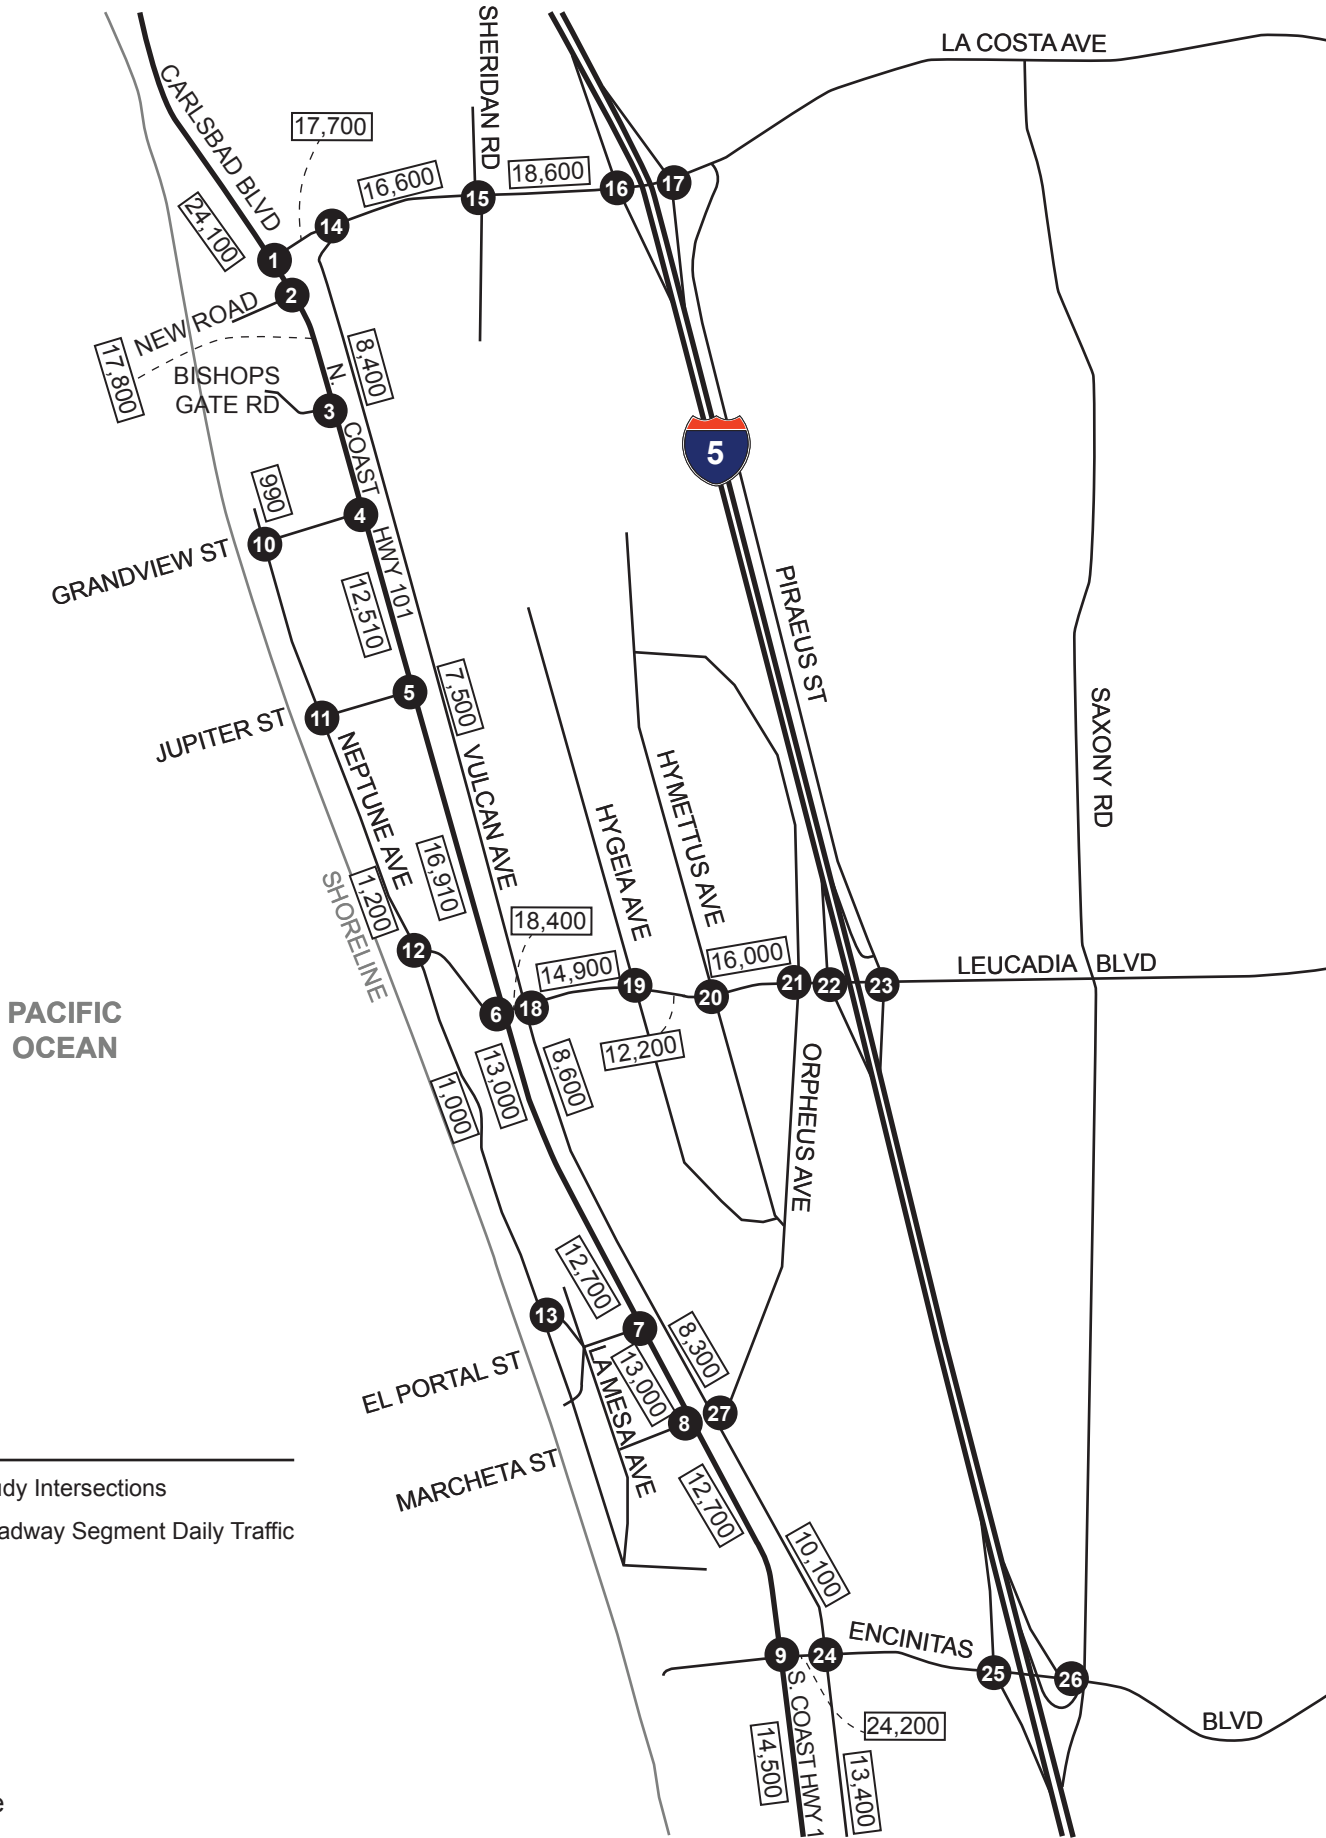 LA COSTA AVE
SHERIDAN RD
CARLSBAD BLVD
17,700
16,600
18,600
16
17
15
14
24,100
1
2
NEW ROAD
17,800
8,400
BISHOPS
GATE RD
3
N. COAST HWY 101
5
990
4
10
GRANDVIEW ST
12,510
PIRAEUS ST
5
11
JUPITER ST
7,500
SAXONY RD
NEPTUNE AVE
VULCAN AVE
HYGEIA AVE
HYMETTUS AVE
16,910
1,200
SHORELINE
18,400
12
14,900
16,000
LEUCADIA BLVD
6
18
19
20
21
22
23
PACIFIC
OCEAN
12,200
13,000
8,600
1,000
ORPHEUS AVE
12,700
13
7
8,300
EL PORTAL ST
13,000
LA MESA AVE
8
27
MARCHETA ST
udy Intersections
12,700
adway Segment Daily Traffic
10,100
ENCINITAS
9
24
25
26
S. COAST HWY 1
24,200
BLVD
14,500
13,400
e